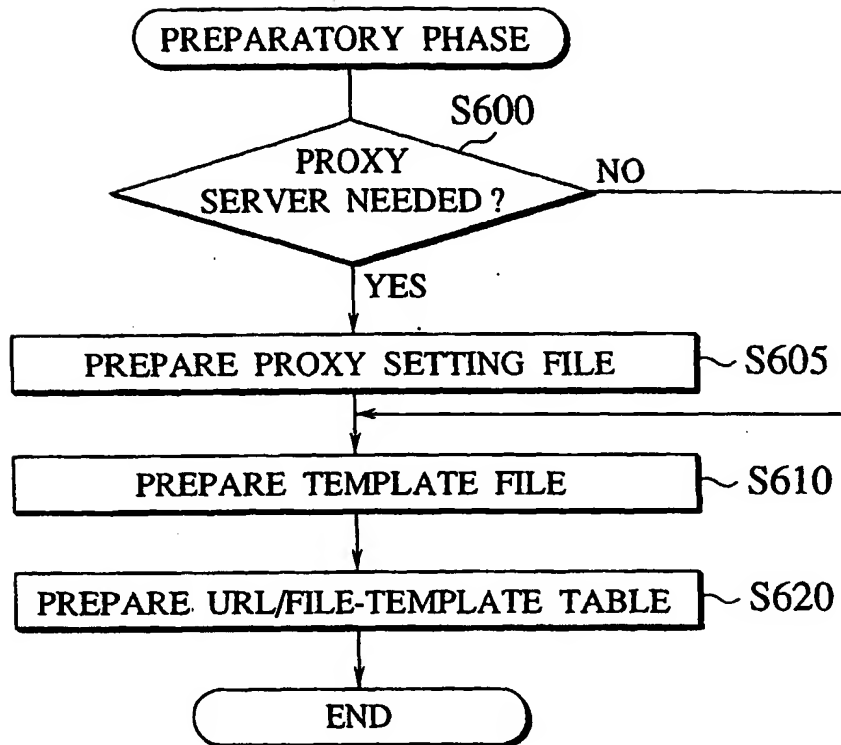 PREPARATORY PHASE
S600
PROXY
SERVER NEEDED ?
NO
YES
PREPARE PROXY SETTING FILE
S605
PREPARE TEMPLATE FILE
S610
PREPARE URL/FILE-TEMPLATE TABLE
S620
END